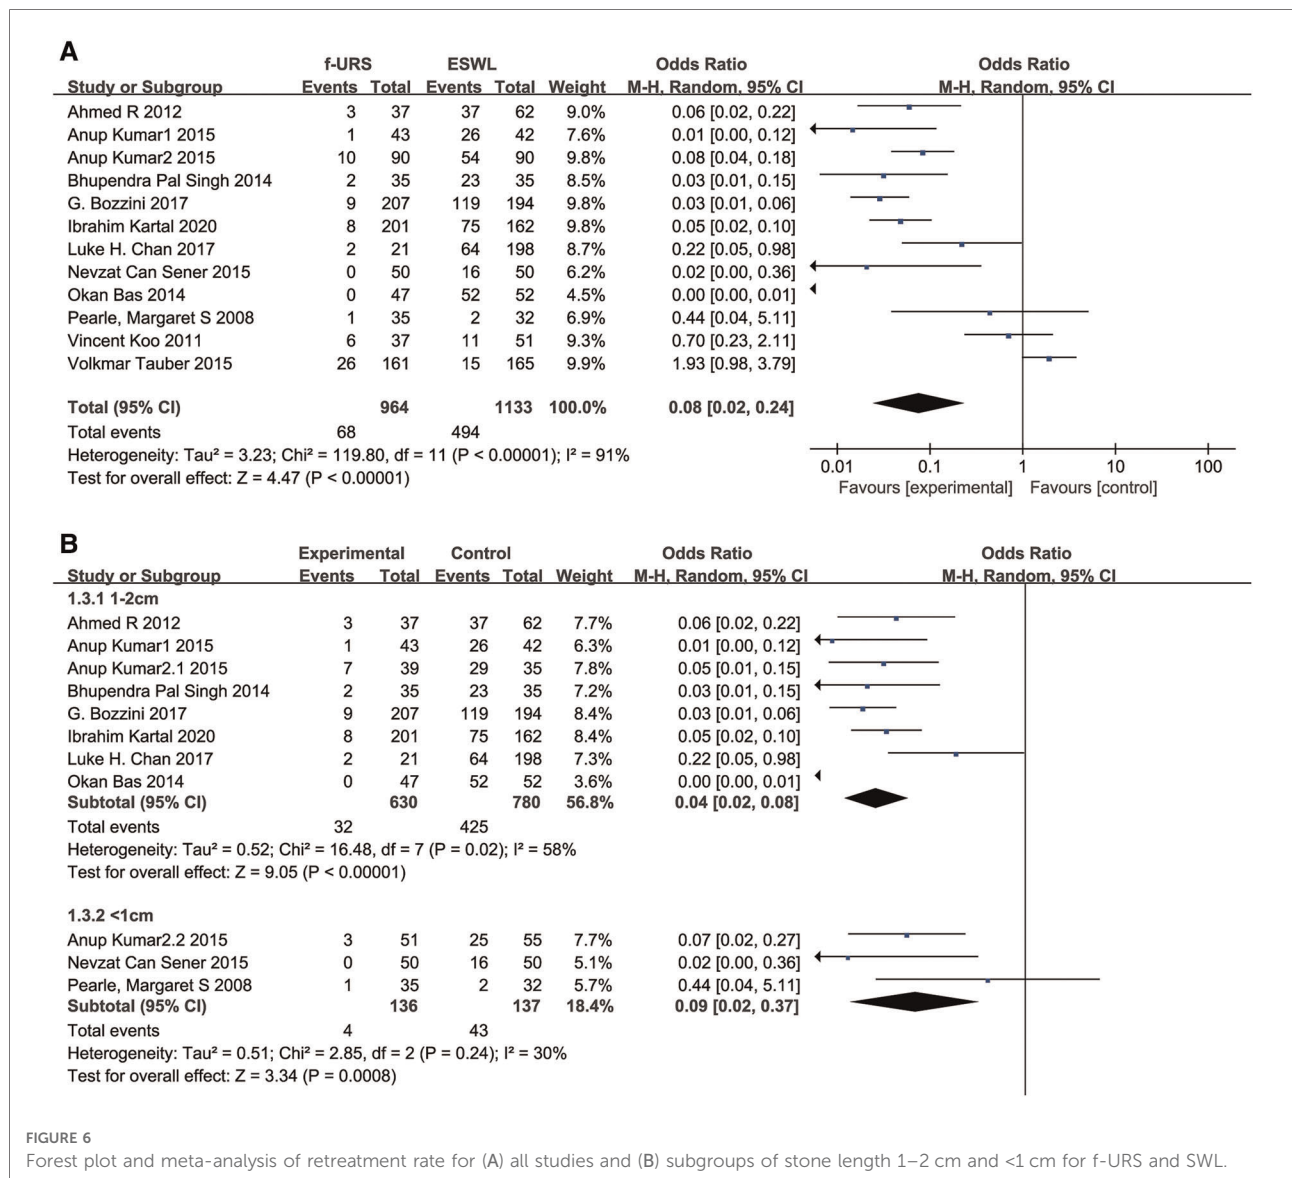 A
f-URS ESWL Odds Ratio Odds Ratio
Study or Subgroup Events Total Events Total Weight M-H, Random, 95% CI M-H, Random, 95% CI
Ahmed R 2012 3 37 37 62 9.0% 0.06 [0.02, 0.22]
Anup Kumar1 2015 1 43 26 42 7.6% 0.01 [0.00, 0.12]
Anup Kumar2 2015 10 90 54 90 9.8% 0.08 [0.04, 0.18]
Bhupendra Pal Singh 2014 2 35 23 35 8.5% 0.03 [0.01, 0.15]
G. Bozzini 2017 9 207 119 194 9.8% 0.03 [0.01, 0.06]
Ibrahim Kartal 2020 8 201 75 162 9.8% 0.05 [0.02, 0.10]
Luke H. Chan 2017 2 21 64 198 8.7% 0.22 [0.05, 0.98]
Nevzat Can Sener 2015 0 50 16 50 6.2% 0.02 [0.00, 0.36]
Okan Bas 2014 0 47 52 52 4.5% 0.00 [0.00, 0.01]
Pearle, Margaret S 2008 1 35 2 32 6.9% 0.44 [0.04, 5.11]
Vincent Koo 2011 6 37 11 51 9.3% 0.70 [0.23, 2.11]
Volkmar Tauber 2015 26 161 15 165 9.9% 1.93 [0.98, 3.79]
Total (95% CI) 964 1133 100.0% 0.08 [0.02, 0.24]
Total events 68 494
Heterogeneity: Tau² = 3.23; Chi² = 119.80, df = 11 (P < 0.00001); I² = 91%
Test for overall effect: Z = 4.47 (P < 0.00001)
0.01 0.1 1 10 100
Favours [experimental] Favours [control]
B
Experimental Control Odds Ratio Odds Ratio
Study or Subgroup Events Total Events Total Weight M-H, Random, 95% CI M-H, Random, 95% CI
1.3.1 1-2cm
Ahmed R 2012 3 37 37 62 7.7% 0.06 [0.02, 0.22]
Anup Kumar1 2015 1 43 26 42 6.3% 0.01 [0.00, 0.12]
Anup Kumar2.1 2015 7 39 29 35 7.8% 0.05 [0.01, 0.15]
Bhupendra Pal Singh 2014 2 35 23 35 7.2% 0.03 [0.01, 0.15]
G. Bozzini 2017 9 207 119 194 8.4% 0.03 [0.01, 0.06]
Ibrahim Kartal 2020 8 201 75 162 8.4% 0.05 [0.02, 0.10]
Luke H. Chan 2017 2 21 64 198 7.3% 0.22 [0.05, 0.98]
Okan Bas 2014 0 47 52 52 3.6% 0.00 [0.00, 0.01]
Subtotal (95% CI) 630 780 56.8% 0.04 [0.02, 0.08]
Total events 32 425
Heterogeneity: Tau² = 0.52; Chi² = 16.48, df = 7 (P = 0.02); I² = 58%
Test for overall effect: Z = 9.05 (P < 0.00001)
1.3.2 <1cm
Anup Kumar2.2 2015 3 51 25 55 7.7% 0.07 [0.02, 0.27]
Nevzat Can Sener 2015 0 50 16 50 5.1% 0.02 [0.00, 0.36]
Pearle, Margaret S 2008 1 35 2 32 5.7% 0.44 [0.04, 5.11]
Subtotal (95% CI) 136 137 18.4% 0.09 [0.02, 0.37]
Total events 4 43
Heterogeneity: Tau² = 0.51; Chi² = 2.85, df = 2 (P = 0.24); I² = 30%
Test for overall effect: Z = 3.34 (P = 0.0008)
FIGURE 6
Forest plot and meta-analysis of retreatment rate for (A) all studies and (B) subgroups of stone length 1–2 cm and <1 cm for f-URS and SWL.